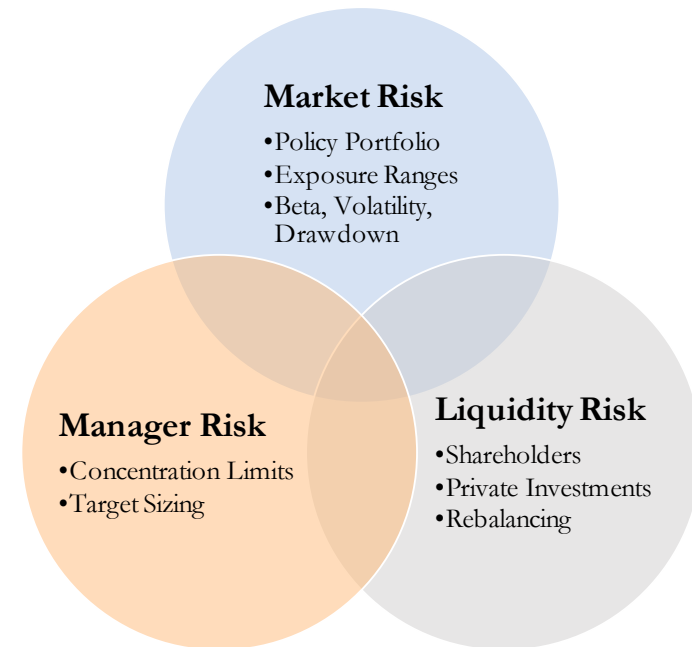 Market Risk
•Policy Portfolio
•Exposure Ranges
•Beta, Volatility,
Drawdown
Manager Risk
•Concentration Limits
•Target Sizing
Liquidity Risk
•Shareholders
•Private Investments
•Rebalancing